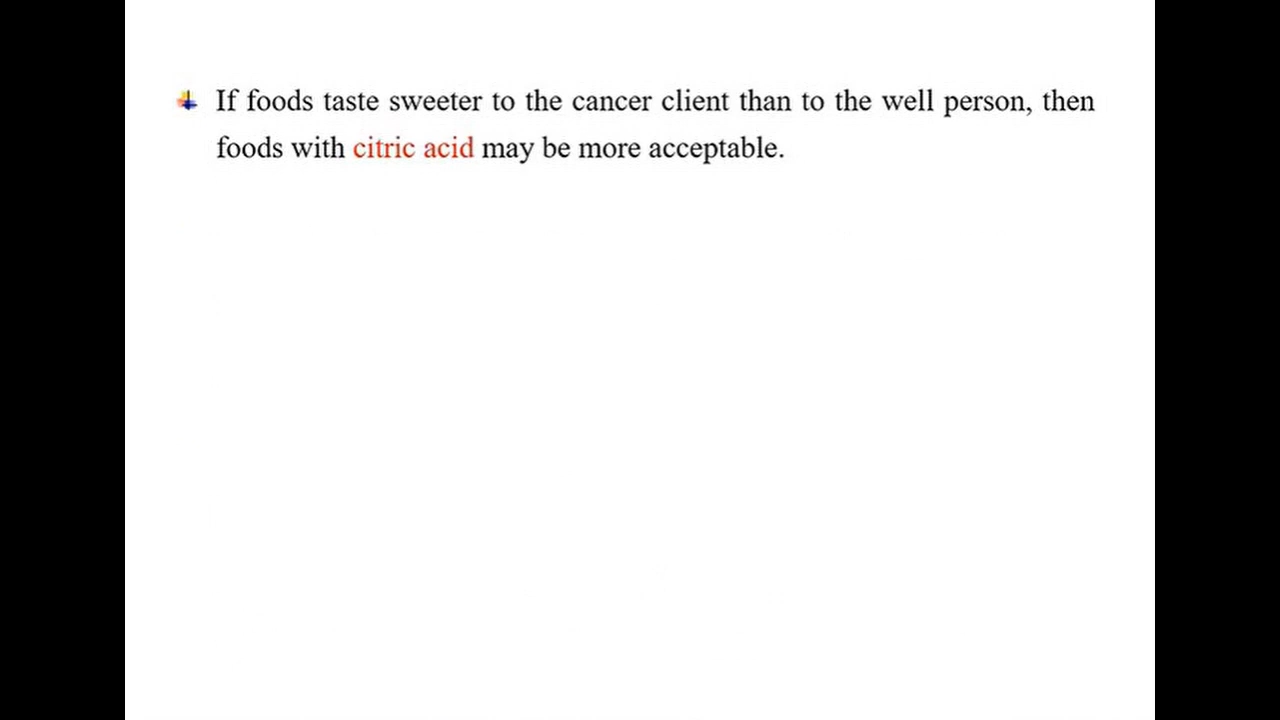 If foods taste sweeter to the cancer client than to the well person, then
foods with citric acid may be more acceptable.